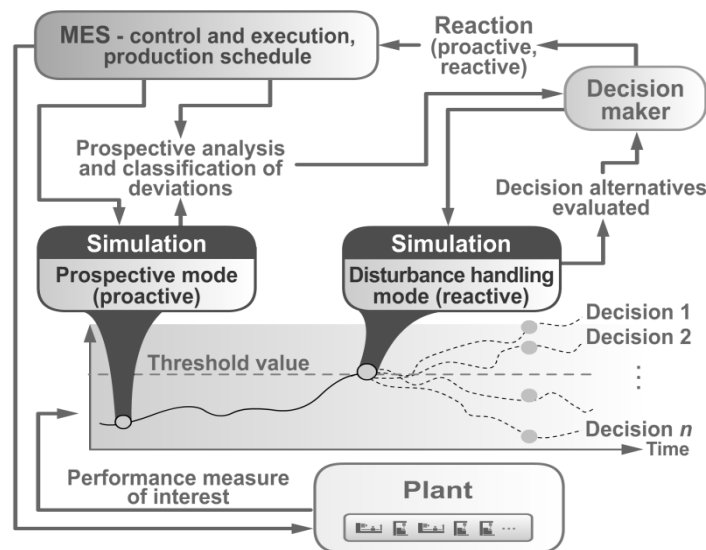 MES - control and execution,
production schedule
Reaction
(proactive,
reactive)
Decision
maker
Prospective analysis
and classification of
deviations
Decision alternatives
evaluated
Simulation
Prospective mode
(proactive)
Simulation
Disturbance handling
mode (reactive)
Decision 1
Decision 2
Threshold value
⋮
Decision n
Time
Performance measure
of interest
Plant
...